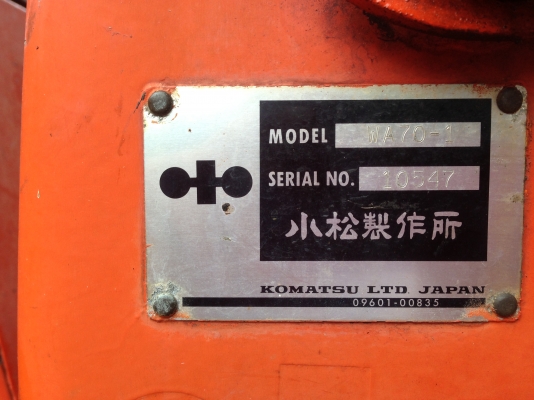 MODEL WA70-1
SERIAL NO. 10547
小松製作所
KOMATSU LTD. JAPAN
09601-00835